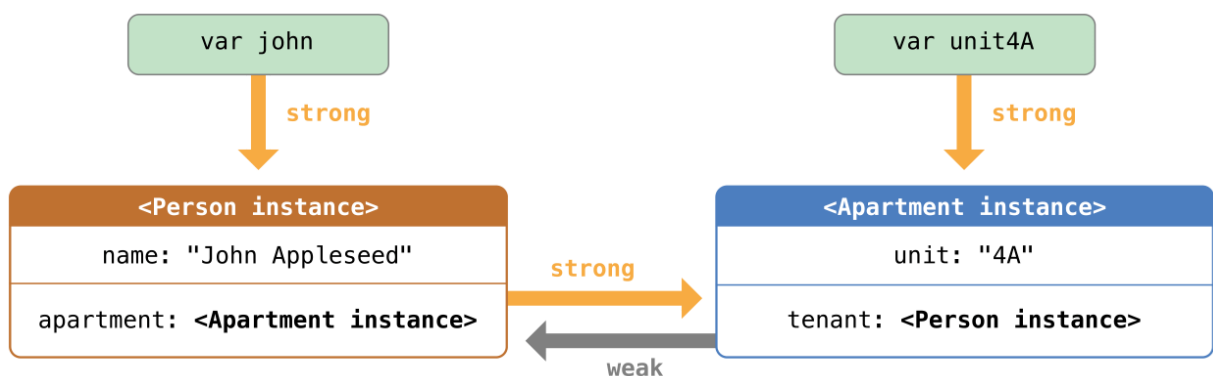 var john
var unit4A
strong
strong
<Person instance>
name: "John Appleseed"
apartment: <Apartment instance>
strong
weak
<Apartment instance>
unit: "4A"
tenant: <Person instance>